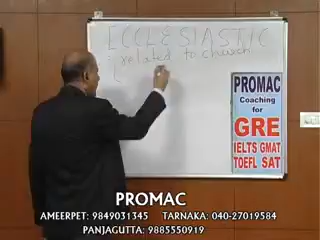 ECCLESIASTIC
related to church
PROMAC
Coaching
for
GRE
IELTS GMAT
TOEFL SAT
PROMAC
AMEERPET: 9849031345 TARNAKA: 040-27019584
PANJAGUTTA: 9885550919